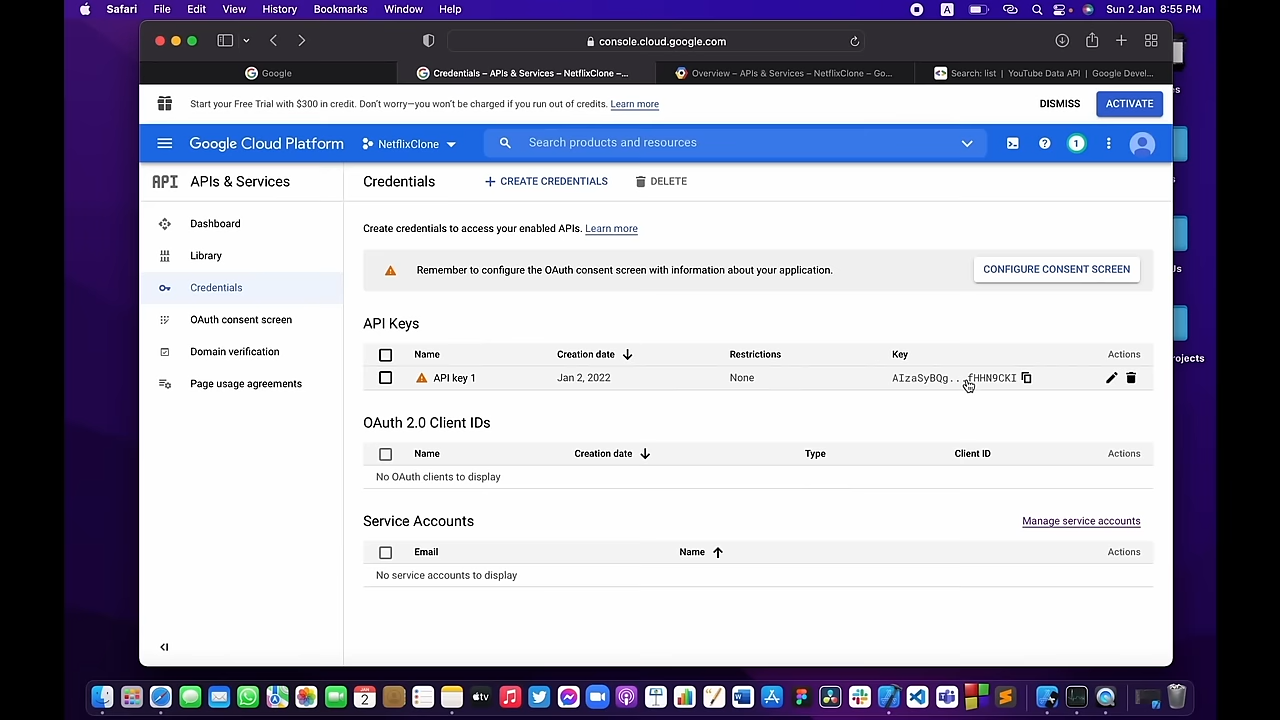 Safari File Edit View History Bookmarks Window Help A Sun 2 Jan 8:55 PM
console.cloud.google.com
Google
Credentials – APIs & Services – NetflixClone –...
Overview – APIs & Services – NetflixClone – Go...
Search: list | YouTube Data API | Google Devel...
Start your Free Trial with $300 in credit. Don't worry—you won't be charged if you run out of credits. Learn more
DISMISS
ACTIVATE
Google Cloud Platform
NetflixClone
Search products and resources
1
API APIs & Services
Credentials
+ CREATE CREDENTIALS
DELETE
Dashboard
Library
Credentials
OAuth consent screen
Domain verification
Page usage agreements
Create credentials to access your enabled APIs. Learn more
Remember to configure the OAuth consent screen with information about your application.
CONFIGURE CONSENT SCREEN
API Keys
Name Creation date Restrictions Key Actions
API key 1 Jan 2, 2022 None AIzaSyBQg...fHHN9CKI
OAuth 2.0 Client IDs
Name Creation date Type Client ID Actions
No OAuth clients to display
Service Accounts
Manage service accounts
Email Name Actions
No service accounts to display
rojects
JAN
2
tv